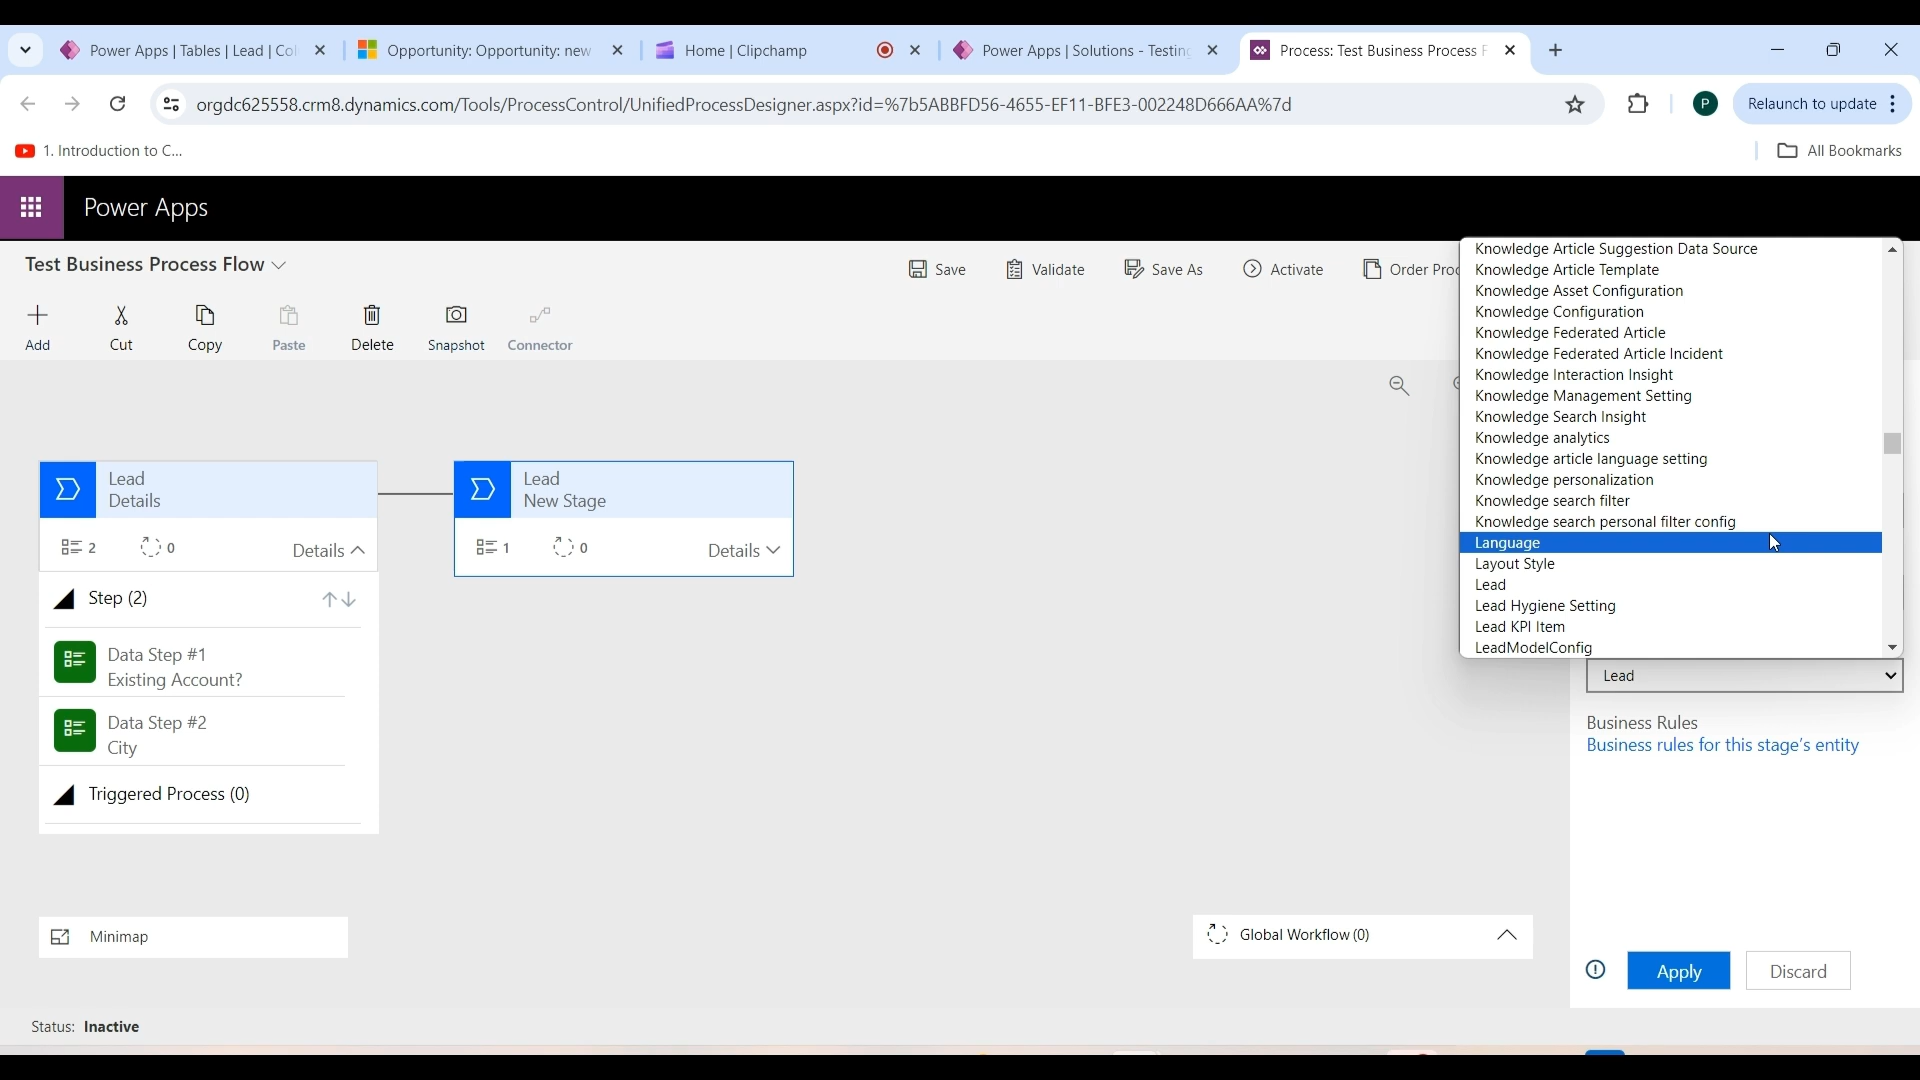 Power Apps | Tables | Lead | Col
Opportunity: Opportunity: new
Home | Clipchamp
Power Apps | Solutions - Testing
Process: Test Business Process F
orgdc625558.crm8.dynamics.com/Tools/ProcessControl/UnifiedProcessDesigner.aspx?id=%7b5ABBFD56-4655-EF11-BFE3-002248D666AA%7d
P
Relaunch to update
1. Introduction to C...
All Bookmarks
Power Apps
Test Business Process Flow
Save
Validate
Save As
Activate
Order Proc
Add
Cut
Copy
Paste
Delete
Snapshot
Connector
Knowledge Article Suggestion Data Source
Knowledge Article Template
Knowledge Asset Configuration
Knowledge Configuration
Knowledge Federated Article
Knowledge Federated Article Incident
Knowledge Interaction Insight
Knowledge Management Setting
Knowledge Search Insight
Knowledge analytics
Knowledge article language setting
Knowledge personalization
Knowledge search filter
Knowledge search personal filter config
Language
Layout Style
Lead
Lead Hygiene Setting
Lead KPI Item
LeadModelConfig
Lead
Details
2
0
Details
Lead
New Stage
1
0
Details
Step (2)
Data Step #1
Existing Account?
Data Step #2
City
Triggered Process (0)
Lead
Business Rules
Business rules for this stage's entity
Minimap
Global Workflow (0)
Apply
Discard
Status: Inactive